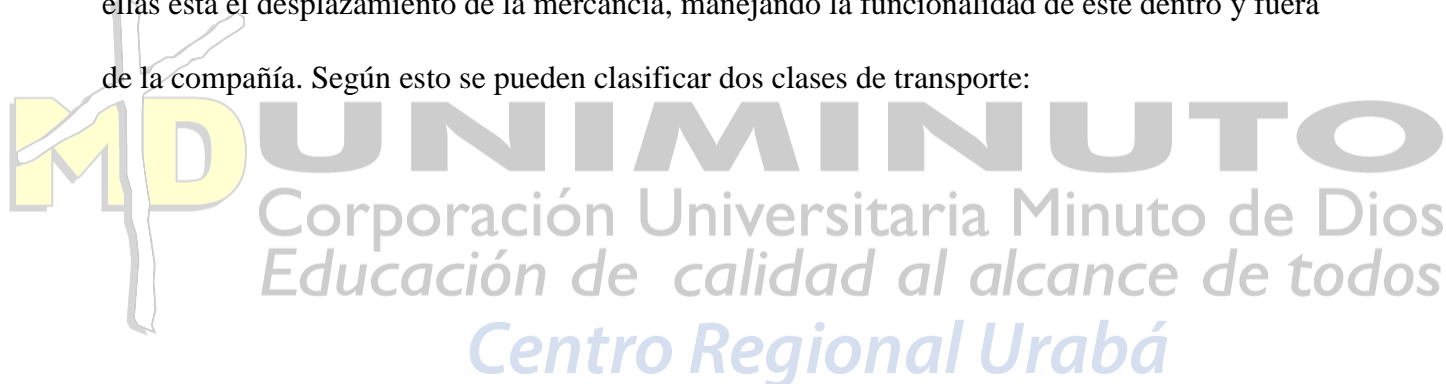 ellas está el desplazamiento de la mercancía, manejando la funcionalidad de este dentro y fuera
de la compañía. Según esto se pueden clasificar dos clases de transporte:
MD UNIMINUTO
Corporación Universitaria Minuto de Dios
Educación de calidad al alcance de todos
Centro Regional Urabá